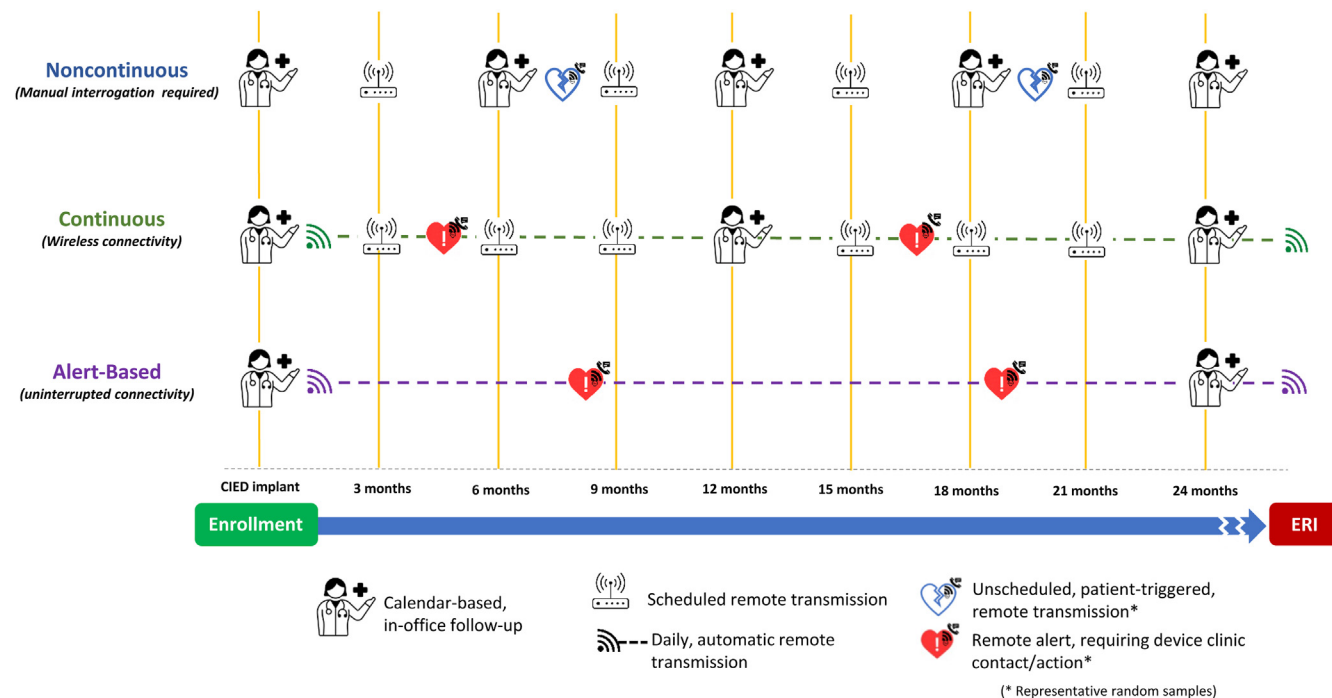 Noncontinuous
(Manual interrogation required)
Continuous
(Wireless connectivity)
Alert-Based
(uninterrupted connectivity)
CIED implant
3 months
6 months
9 months
12 months
15 months
18 months
21 months
24 months
Enrollment
ERI
Calendar-based,
in-office follow-up
Scheduled remote transmission
Daily, automatic remote
transmission
Unscheduled, patient-triggered,
remote transmission*
Remote alert, requiring device clinic
contact/action*
(* Representative random samples)